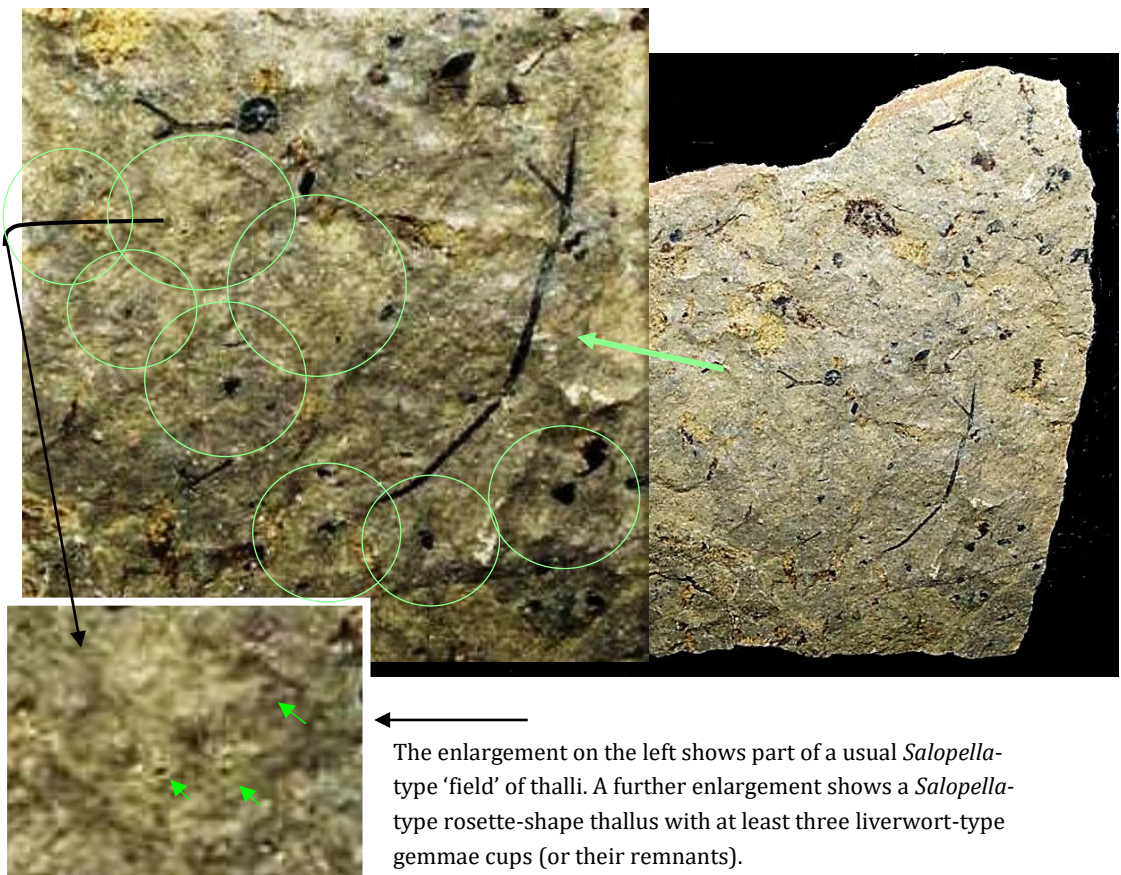 The enlargement on the left shows part of a usual Salopella-
type ‘field’ of thalli. A further enlargement shows a Salopella-
type rosette-shape thallus with at least three liverwort-type
gemmae cups (or their remnants).